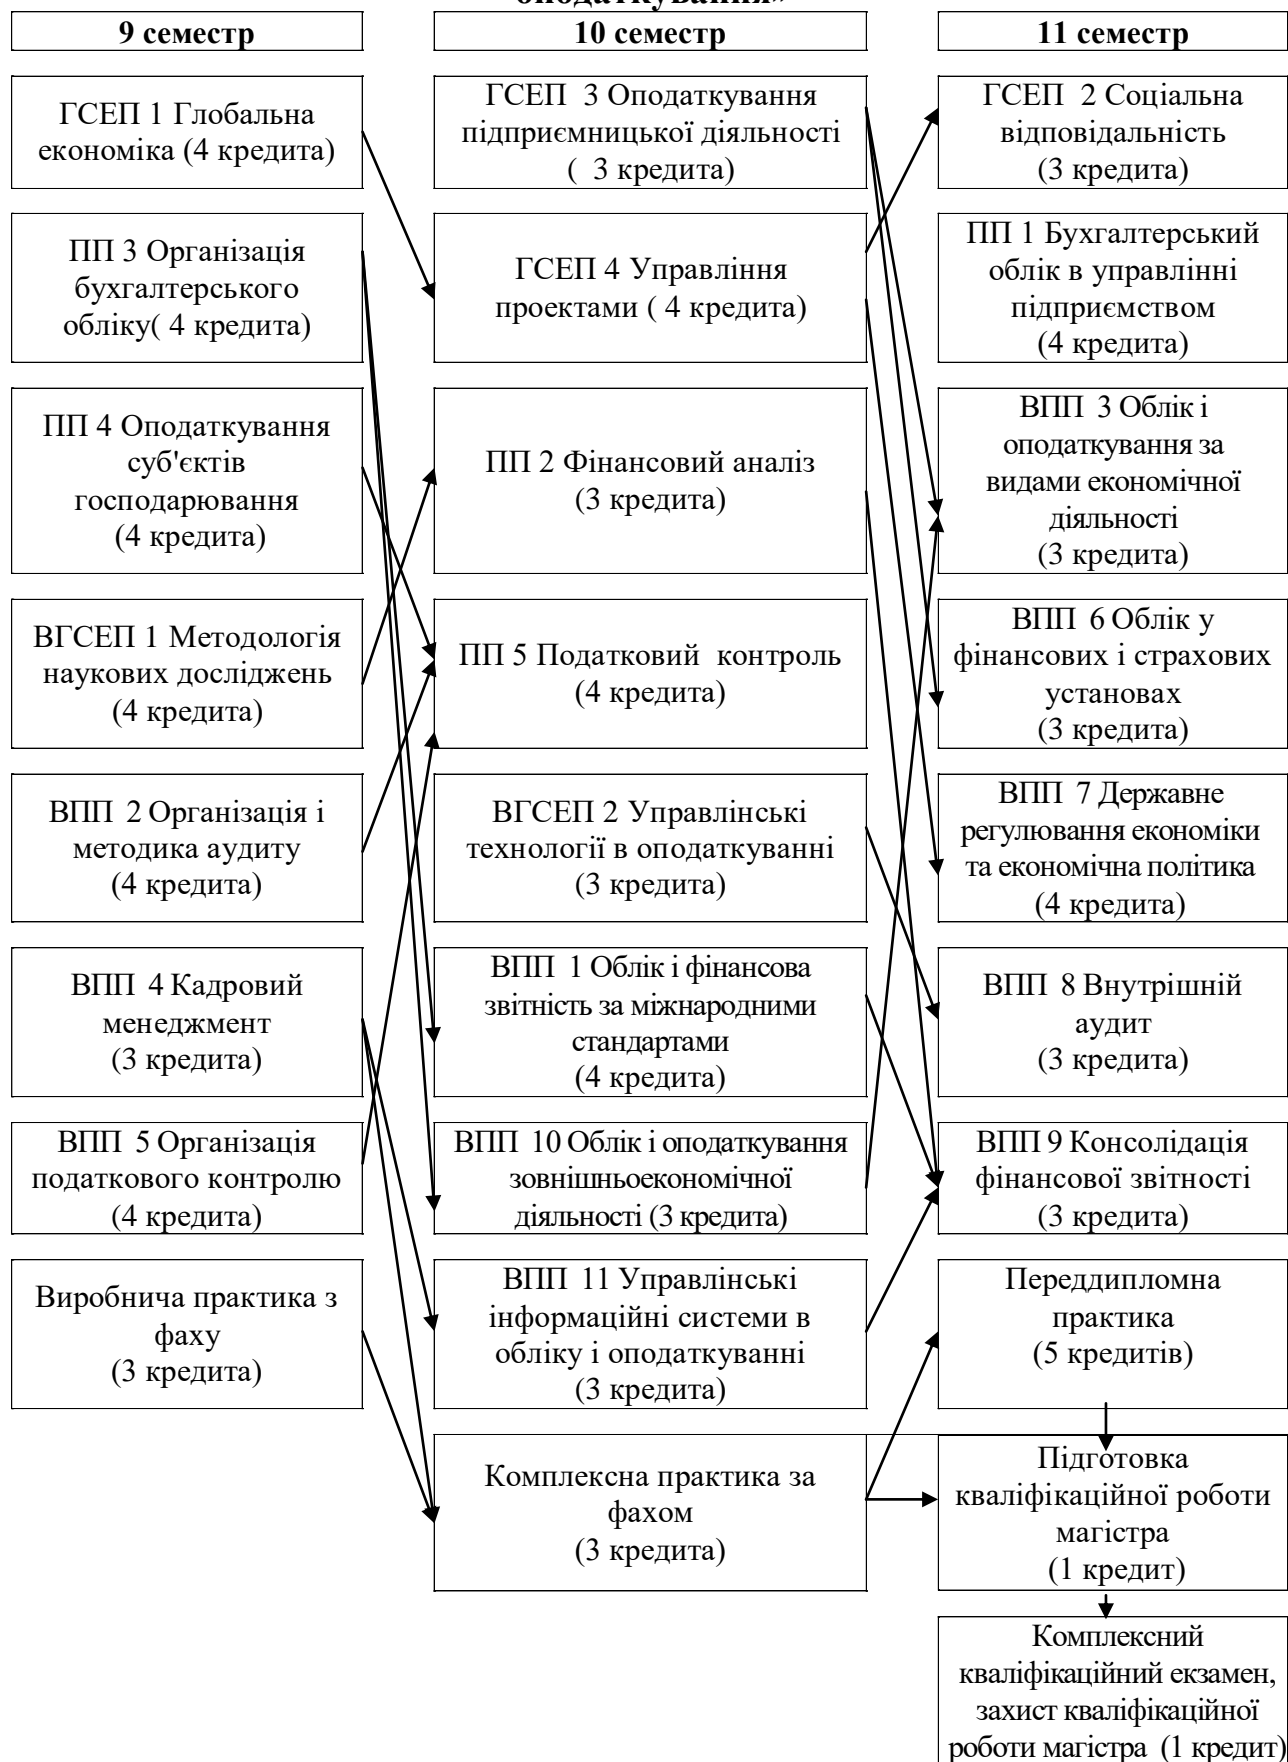 оподаткування»
9 семестр
10 семестр
11 семестр
ГСЕП 1 Глобальна
економіка (4 кредита)
ГСЕП 3 Оподаткування
підприємницької діяльності
( 3 кредита)
ГСЕП 2 Соціальна
відповідальність
(3 кредита)
ПП 3 Організація
бухгалтерського
обліку( 4 кредита)
ГСЕП 4 Управління
проектами ( 4 кредита)
ПП 1 Бухгалтерський
облік в управлінні
підприємством
(4 кредита)
ПП 4 Оподаткування
суб'єктів
господарювання
(4 кредита)
ПП 2 Фінансовий аналіз
(3 кредита)
ВПП 3 Облік і
оподаткування за
видами економічної
діяльності
(3 кредита)
ВГСЕП 1 Методологія
наукових досліджень
(4 кредита)
ПП 5 Податковий контроль
(4 кредита)
ВПП 6 Облік у
фінансових і страхових
установах
(3 кредита)
ВПП 2 Організація і
методика аудиту
(4 кредита)
ВГСЕП 2 Управлінські
технології в оподаткуванні
(3 кредита)
ВПП 7 Державне
регулювання економіки
та економічна політика
(4 кредита)
ВПП 4 Кадровий
менеджмент
(3 кредита)
ВПП 1 Облік і фінансова
звітність за міжнародними
стандартами
(4 кредита)
ВПП 8 Внутрішній
аудит
(3 кредита)
ВПП 5 Організація
податкового контролю
(4 кредита)
ВПП 10 Облік і оподаткування
зовнішньоекономічної
діяльності (3 кредита)
ВПП 9 Консолідація
фінансової звітності
(3 кредита)
Виробнича практика з
фаху
(3 кредита)
ВПП 11 Управлінські
інформаційні системи в
обліку і оподаткуванні
(3 кредита)
Переддипломна
практика
(5 кредитів)
Комплексна практика за
фахом
(3 кредита)
Підготовка
кваліфікаційної роботи
магістра
(1 кредит)
Комплексний
кваліфікаційний екзамен,
захист кваліфікаційної
роботи магістра (1 кредит)